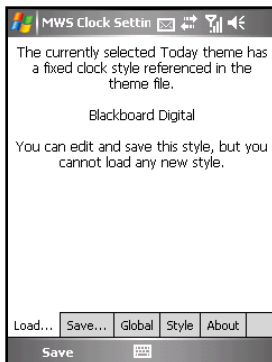 MWS Clock Settin
The currently selected Today theme has
a fixed clock style referenced in the
theme file.
Blackboard Digital
You can edit and save this style, but you
cannot load any new style.
Load... Save... Global Style About
Save